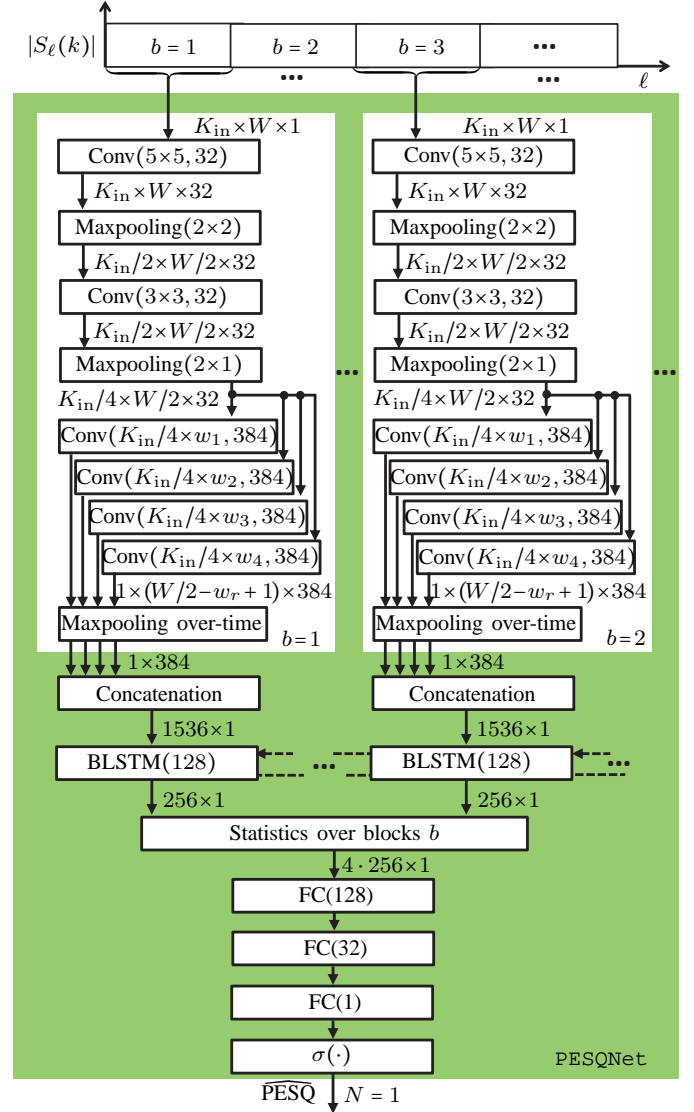 |S_ℓ(k)| b = 1 b = 2 b = 3 ...
... ... ℓ
K_in×W×1 K_in×W×1
Conv(5×5, 32) Conv(5×5, 32)
K_in×W×32 K_in×W×32
Maxpooling(2×2) Maxpooling(2×2)
K_in/2×W/2×32 K_in/2×W/2×32
Conv(3×3, 32) Conv(3×3, 32)
K_in/2×W/2×32 K_in/2×W/2×32
Maxpooling(2×1) Maxpooling(2×1)
... ...
K_in/4×W/2×32 K_in/4×W/2×32
Conv(K_in/4×w_1, 384) Conv(K_in/4×w_1, 384)
Conv(K_in/4×w_2, 384) Conv(K_in/4×w_2, 384)
Conv(K_in/4×w_3, 384) Conv(K_in/4×w_3, 384)
Conv(K_in/4×w_4, 384) Conv(K_in/4×w_4, 384)
1×(W/2−w_r + 1)×384 1×(W/2−w_r + 1)×384
Maxpooling over-time Maxpooling over-time
b=1 b=2
1×384 1×384
Concatenation Concatenation
1536×1 1536×1
BLSTM(128) ... BLSTM(128) ...
256×1 256×1
Statistics over blocks b
4 · 256×1
FC(128)
FC(32)
FC(1)
σ(·) PESQNet
\widehat{PESQ} N = 1